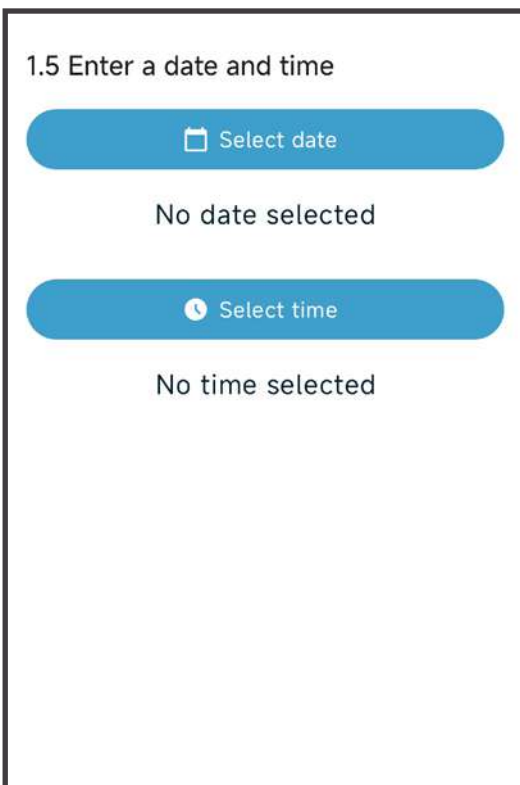 1.5 Enter a date and time
Select date
No date selected
Select time
No time selected